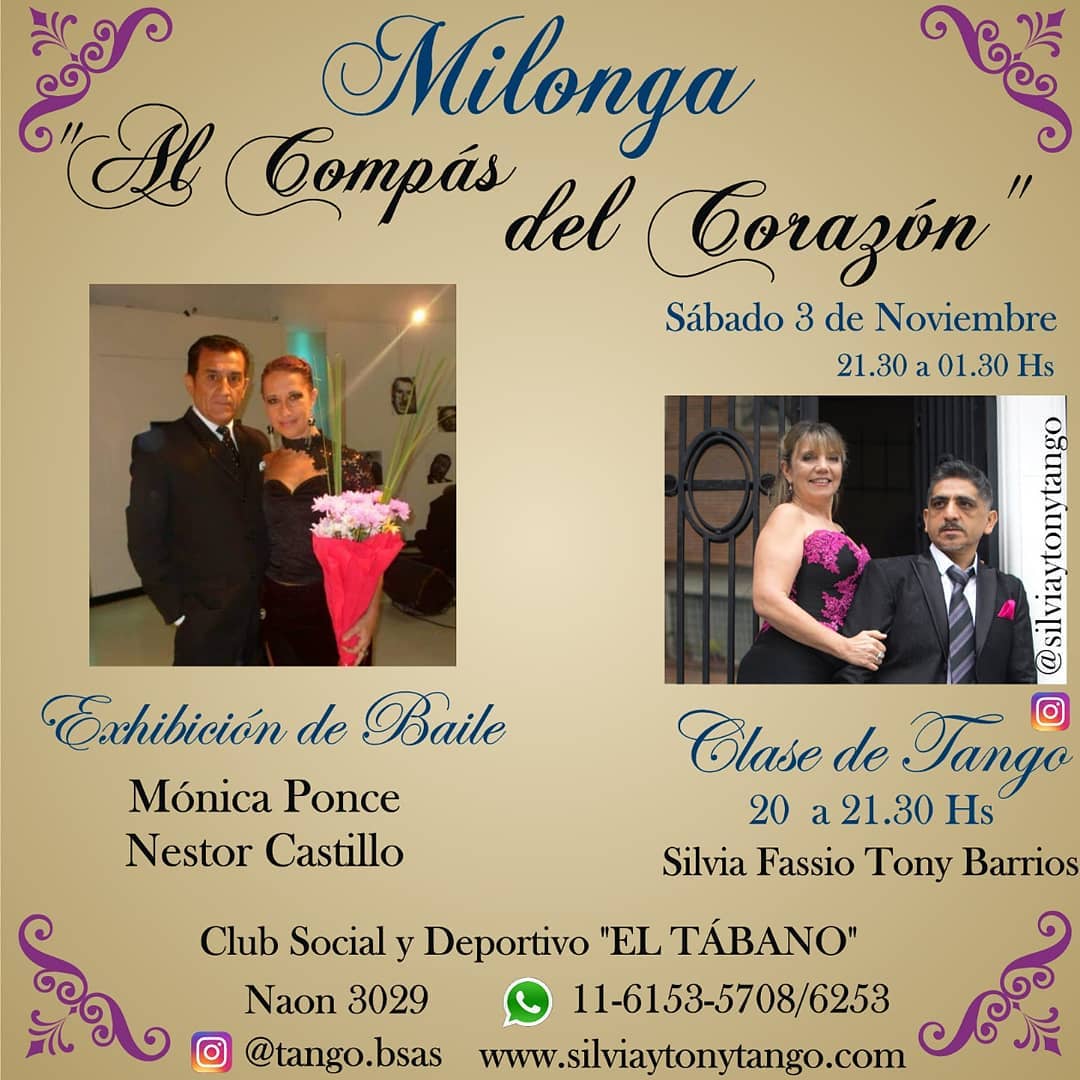 Milonga
"Al Compás
del Corazón"
Sábado 3 de Noviembre
21.30 a 01.30 Hs
@silviaytonytango
Exhibición de Baile
Mónica Ponce
Nestor Castillo
Clase de Tango
20 a 21.30 Hs
Silvia Fassio Tony Barrios
Club Social y Deportivo "EL TÁBANO"
Naon 3029
11-6153-5708/6253
@tango.bsas
www.silviaytonytango.com